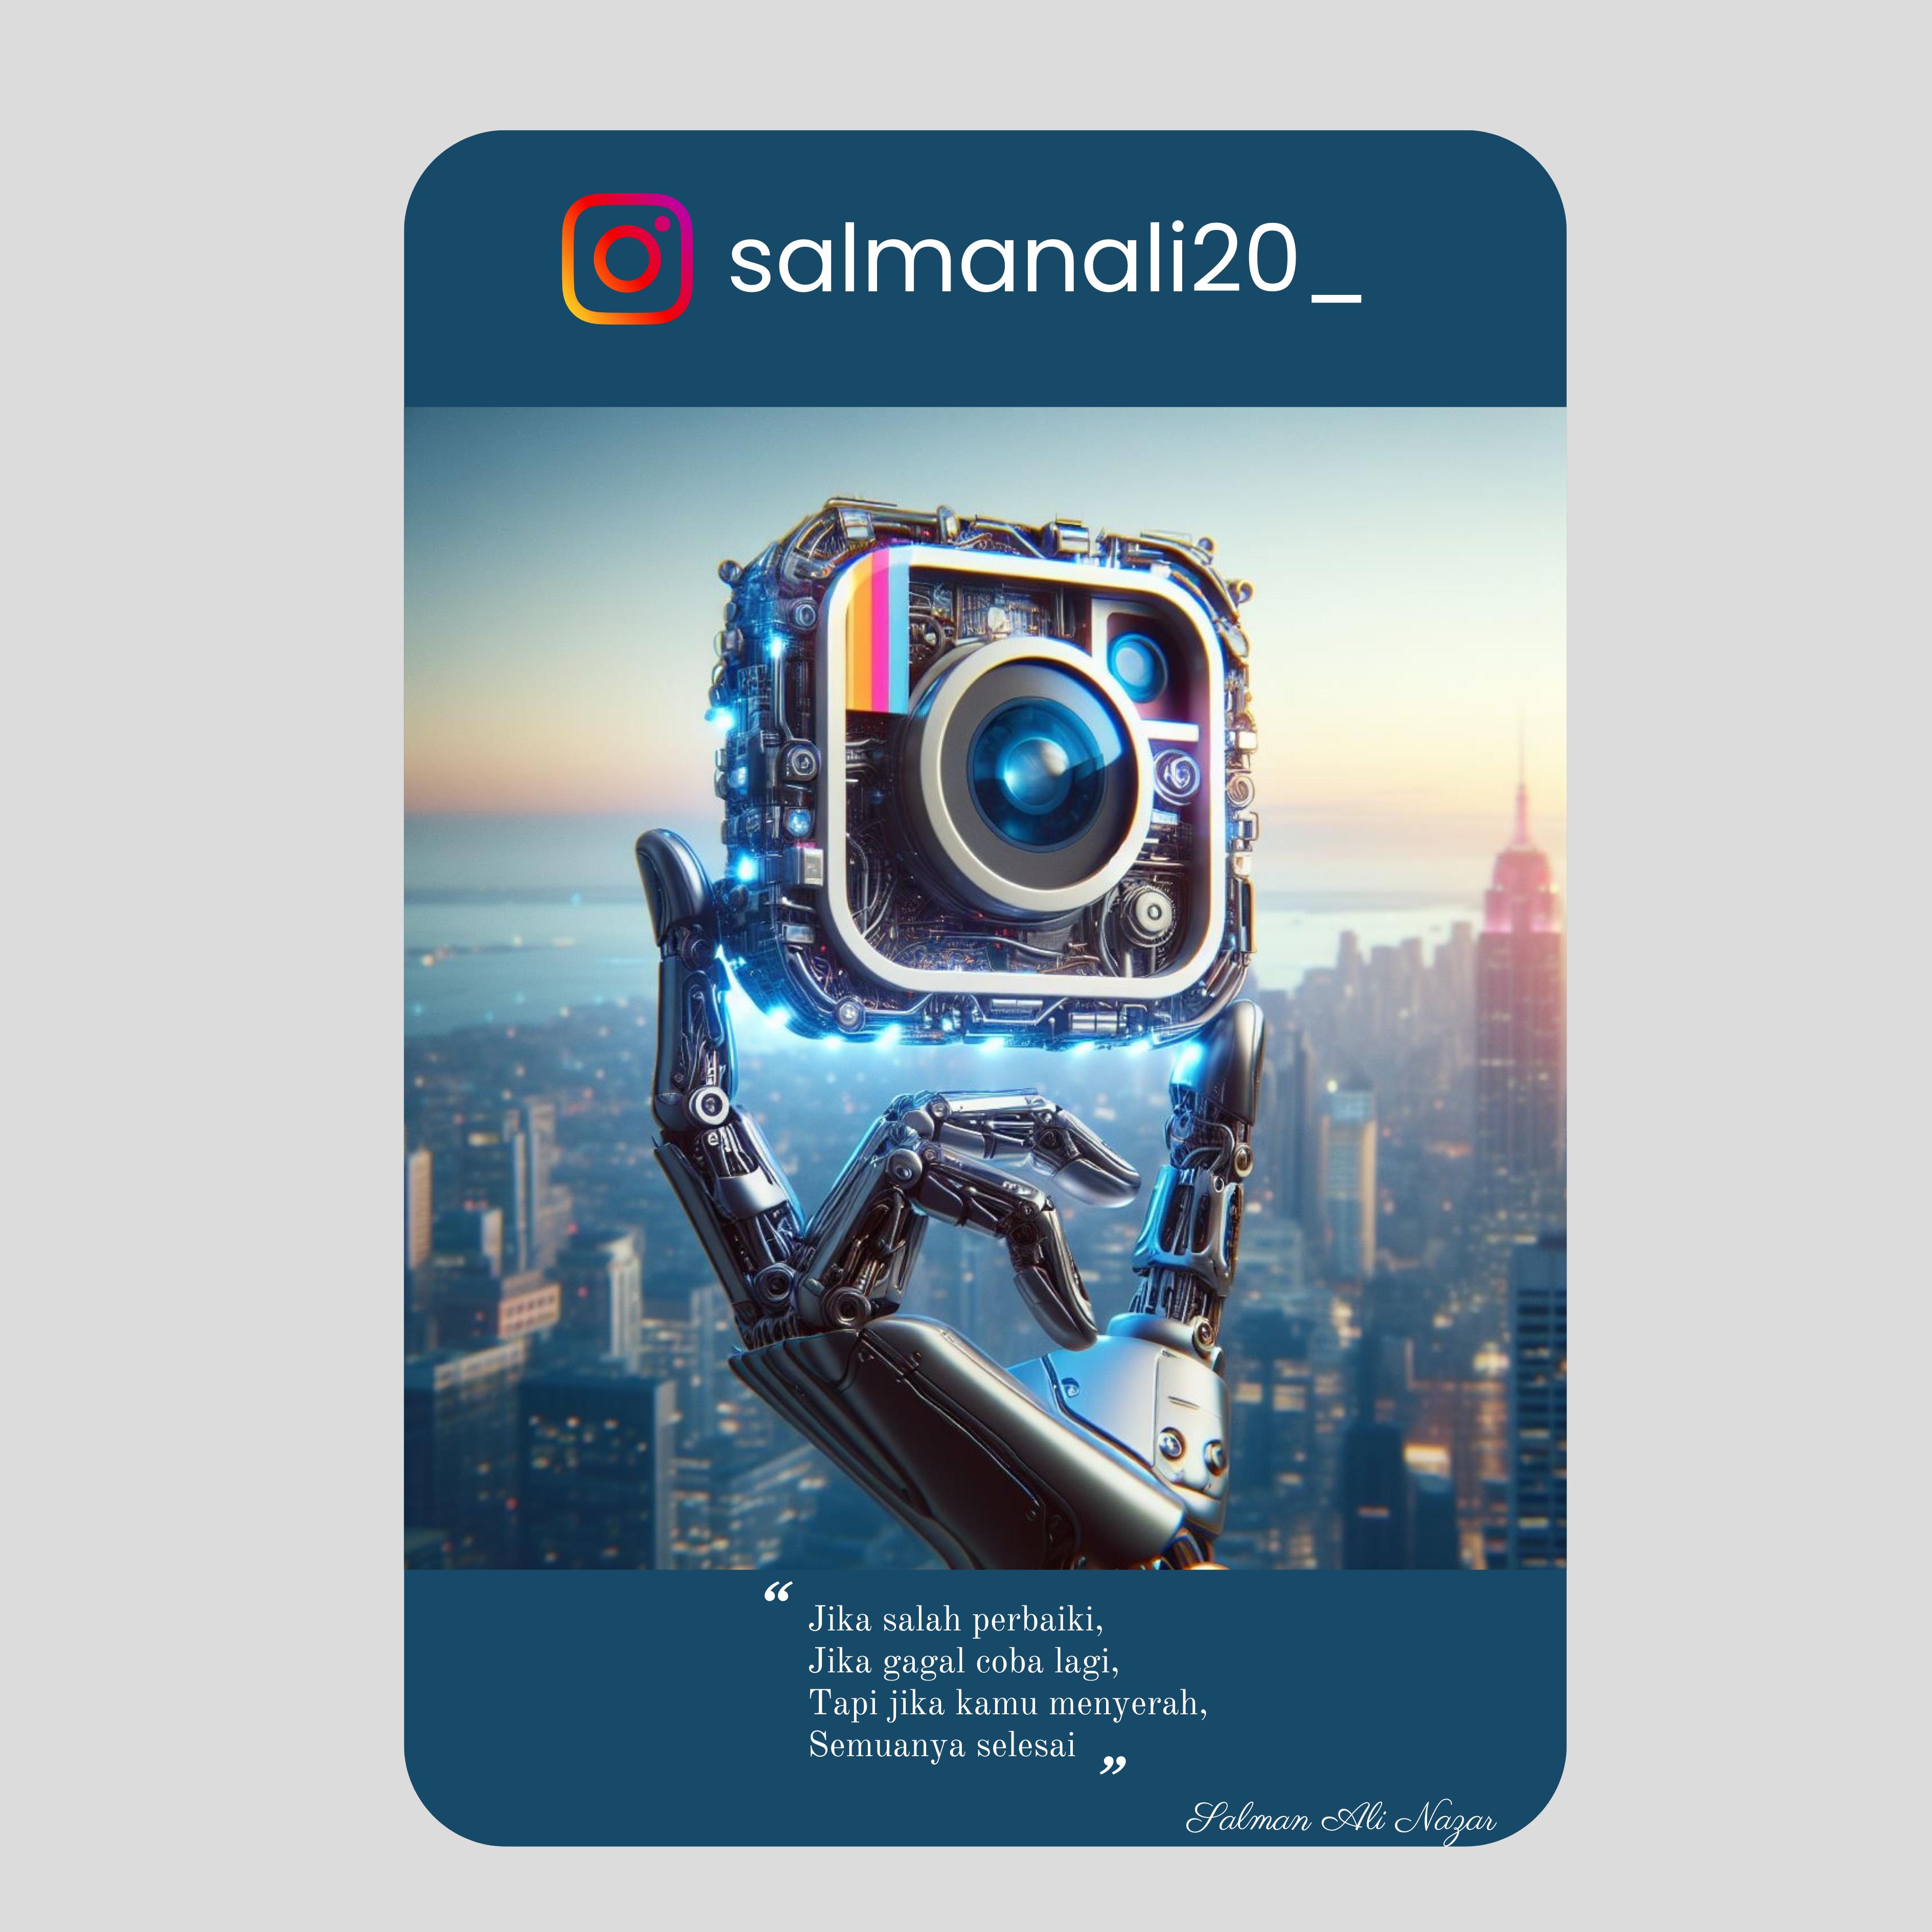 salmanali20_
“
Jika salah perbaiki,
Jika gagal coba lagi,
Tapi jika kamu menyerah,
Semuanya selesai
”
Salman Ali Nazar